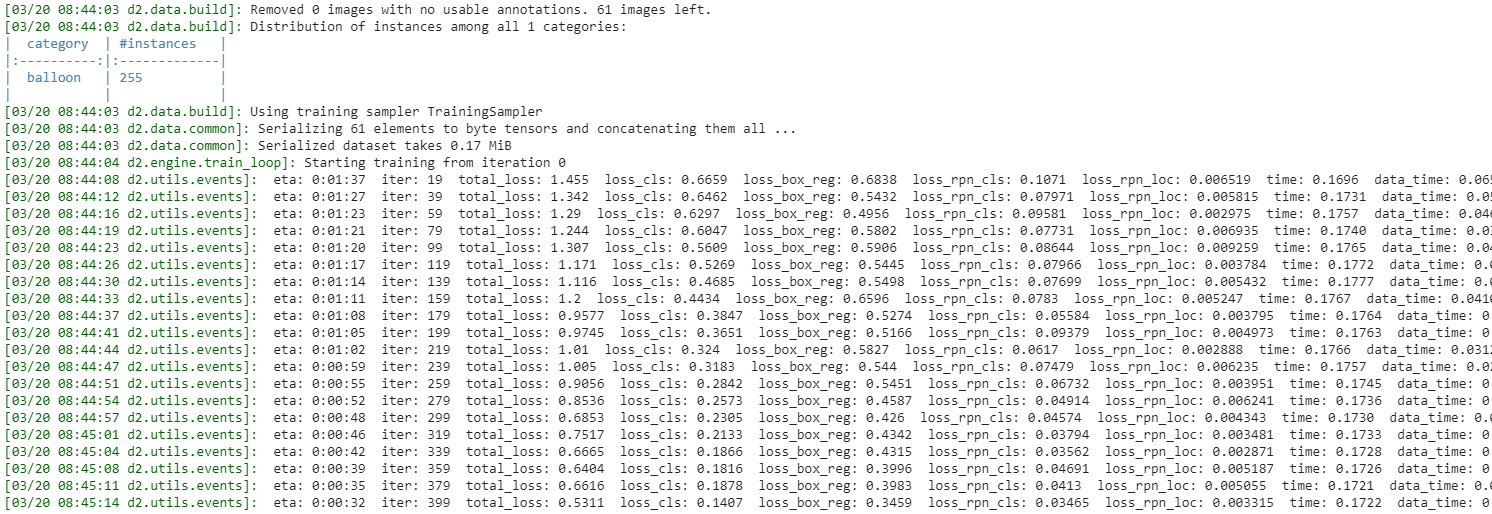 [03/20 08:44:03 d2.data.build]: Removed 0 images with no usable annotations. 61 images left.
[03/20 08:44:03 d2.data.build]: Distribution of instances among all 1 categories:
|  category  | #instances   |
|:----------:|:-------------|
|  balloon   | 255          |
|            |              |
[03/20 08:44:03 d2.data.build]: Using training sampler TrainingSampler
[03/20 08:44:03 d2.data.common]: Serializing 61 elements to byte tensors and concatenating them all ...
[03/20 08:44:03 d2.data.common]: Serialized dataset takes 0.17 MiB
[03/20 08:44:04 d2.engine.train_loop]: Starting training from iteration 0
[03/20 08:44:08 d2.utils.events]:  eta: 0:01:37  iter: 19  total_loss: 1.455  loss_cls: 0.6659  loss_box_reg: 0.6838  loss_rpn_cls: 0.1071  loss_rpn_loc: 0.006519  time: 0.1696  data_time: 0.06
[03/20 08:44:12 d2.utils.events]:  eta: 0:01:27  iter: 39  total_loss: 1.342  loss_cls: 0.6462  loss_box_reg: 0.5432  loss_rpn_cls: 0.07971  loss_rpn_loc: 0.005815  time: 0.1731  data_time: 0.0
[03/20 08:44:16 d2.utils.events]:  eta: 0:01:23  iter: 59  total_loss: 1.29  loss_cls: 0.6297  loss_box_reg: 0.4956  loss_rpn_cls: 0.09581  loss_rpn_loc: 0.002975  time: 0.1757  data_time: 0.04
[03/20 08:44:19 d2.utils.events]:  eta: 0:01:21  iter: 79  total_loss: 1.244  loss_cls: 0.6047  loss_box_reg: 0.5802  loss_rpn_cls: 0.07731  loss_rpn_loc: 0.006935  time: 0.1740  data_time: 0.0
[03/20 08:44:23 d2.utils.events]:  eta: 0:01:20  iter: 99  total_loss: 1.307  loss_cls: 0.5609  loss_box_reg: 0.5906  loss_rpn_cls: 0.08644  loss_rpn_loc: 0.009259  time: 0.1765  data_time: 0.0
[03/20 08:44:26 d2.utils.events]:  eta: 0:01:17  iter: 119  total_loss: 1.171  loss_cls: 0.5269  loss_box_reg: 0.5445  loss_rpn_cls: 0.07966  loss_rpn_loc: 0.003784  time: 0.1772  data_time: 0.
[03/20 08:44:30 d2.utils.events]:  eta: 0:01:14  iter: 139  total_loss: 1.116  loss_cls: 0.4685  loss_box_reg: 0.5498  loss_rpn_cls: 0.07699  loss_rpn_loc: 0.005432  time: 0.1777  data_time: 0.
[03/20 08:44:33 d2.utils.events]:  eta: 0:01:11  iter: 159  total_loss: 1.2  loss_cls: 0.4434  loss_box_reg: 0.6596  loss_rpn_cls: 0.0783  loss_rpn_loc: 0.005247  time: 0.1767  data_time: 0.041
[03/20 08:44:37 d2.utils.events]:  eta: 0:01:08  iter: 179  total_loss: 0.9577  loss_cls: 0.3847  loss_box_reg: 0.5274  loss_rpn_cls: 0.05584  loss_rpn_loc: 0.003795  time: 0.1764  data_time: 0
[03/20 08:44:41 d2.utils.events]:  eta: 0:01:05  iter: 199  total_loss: 0.9745  loss_cls: 0.3651  loss_box_reg: 0.5166  loss_rpn_cls: 0.09379  loss_rpn_loc: 0.004973  time: 0.1763  data_time: 0
[03/20 08:44:44 d2.utils.events]:  eta: 0:01:02  iter: 219  total_loss: 1.01  loss_cls: 0.324  loss_box_reg: 0.5827  loss_rpn_cls: 0.0617  loss_rpn_loc: 0.002888  time: 0.1766  data_time: 0.031
[03/20 08:44:47 d2.utils.events]:  eta: 0:00:59  iter: 239  total_loss: 1.005  loss_cls: 0.3183  loss_box_reg: 0.544  loss_rpn_cls: 0.07479  loss_rpn_loc: 0.006235  time: 0.1757  data_time: 0.0
[03/20 08:44:51 d2.utils.events]:  eta: 0:00:55  iter: 259  total_loss: 0.9056  loss_cls: 0.2842  loss_box_reg: 0.5451  loss_rpn_cls: 0.06732  loss_rpn_loc: 0.003951  time: 0.1745  data_time: 0
[03/20 08:44:54 d2.utils.events]:  eta: 0:00:52  iter: 279  total_loss: 0.8536  loss_cls: 0.2573  loss_box_reg: 0.4587  loss_rpn_cls: 0.04914  loss_rpn_loc: 0.006241  time: 0.1736  data_time: 0
[03/20 08:44:57 d2.utils.events]:  eta: 0:00:48  iter: 299  total_loss: 0.6853  loss_cls: 0.2305  loss_box_reg: 0.426  loss_rpn_cls: 0.04574  loss_rpn_loc: 0.004343  time: 0.1730  data_time: 0.
[03/20 08:45:01 d2.utils.events]:  eta: 0:00:46  iter: 319  total_loss: 0.7517  loss_cls: 0.2133  loss_box_reg: 0.4342  loss_rpn_cls: 0.03794  loss_rpn_loc: 0.003481  time: 0.1733  data_time: 0
[03/20 08:45:04 d2.utils.events]:  eta: 0:00:42  iter: 339  total_loss: 0.6665  loss_cls: 0.1866  loss_box_reg: 0.4315  loss_rpn_cls: 0.03562  loss_rpn_loc: 0.002871  time: 0.1728  data_time: 0
[03/20 08:45:08 d2.utils.events]:  eta: 0:00:39  iter: 359  total_loss: 0.6404  loss_cls: 0.1816  loss_box_reg: 0.3996  loss_rpn_cls: 0.04691  loss_rpn_loc: 0.005187  time: 0.1726  data_time: 0
[03/20 08:45:11 d2.utils.events]:  eta: 0:00:35  iter: 379  total_loss: 0.6616  loss_cls: 0.1878  loss_box_reg: 0.3983  loss_rpn_cls: 0.0413  loss_rpn_loc: 0.005055  time: 0.1721  data_time: 0.
[03/20 08:45:14 d2.utils.events]:  eta: 0:00:32  iter: 399  total_loss: 0.5311  loss_cls: 0.1407  loss_box_reg: 0.3459  loss_rpn_cls: 0.03465  loss_rpn_loc: 0.003315  time: 0.1722  data_time: 0